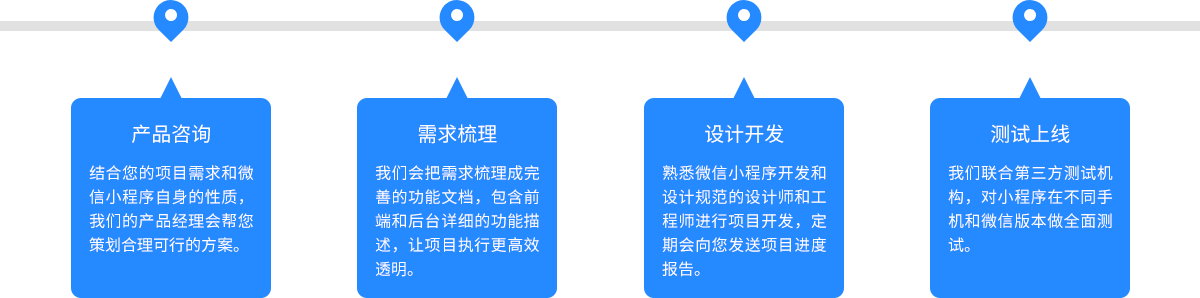 产品咨询
结合您的项目需求和微
信小程序自身的性质，
我们的产品经理会帮您
策划合理可行的方案。
需求梳理
我们会把需求梳理成完
善的功能文档，包含前
端和后台详细的功能描
述，让项目执行更高效
透明。
设计开发
熟悉微信小程序开发和
设计规范的设计师和工
程师进行项目开发，定
期会向您发送项目进度
报告。
测试上线
我们联合第三方测试机
构，对小程序在不同手
机和微信版本做全面测
试。